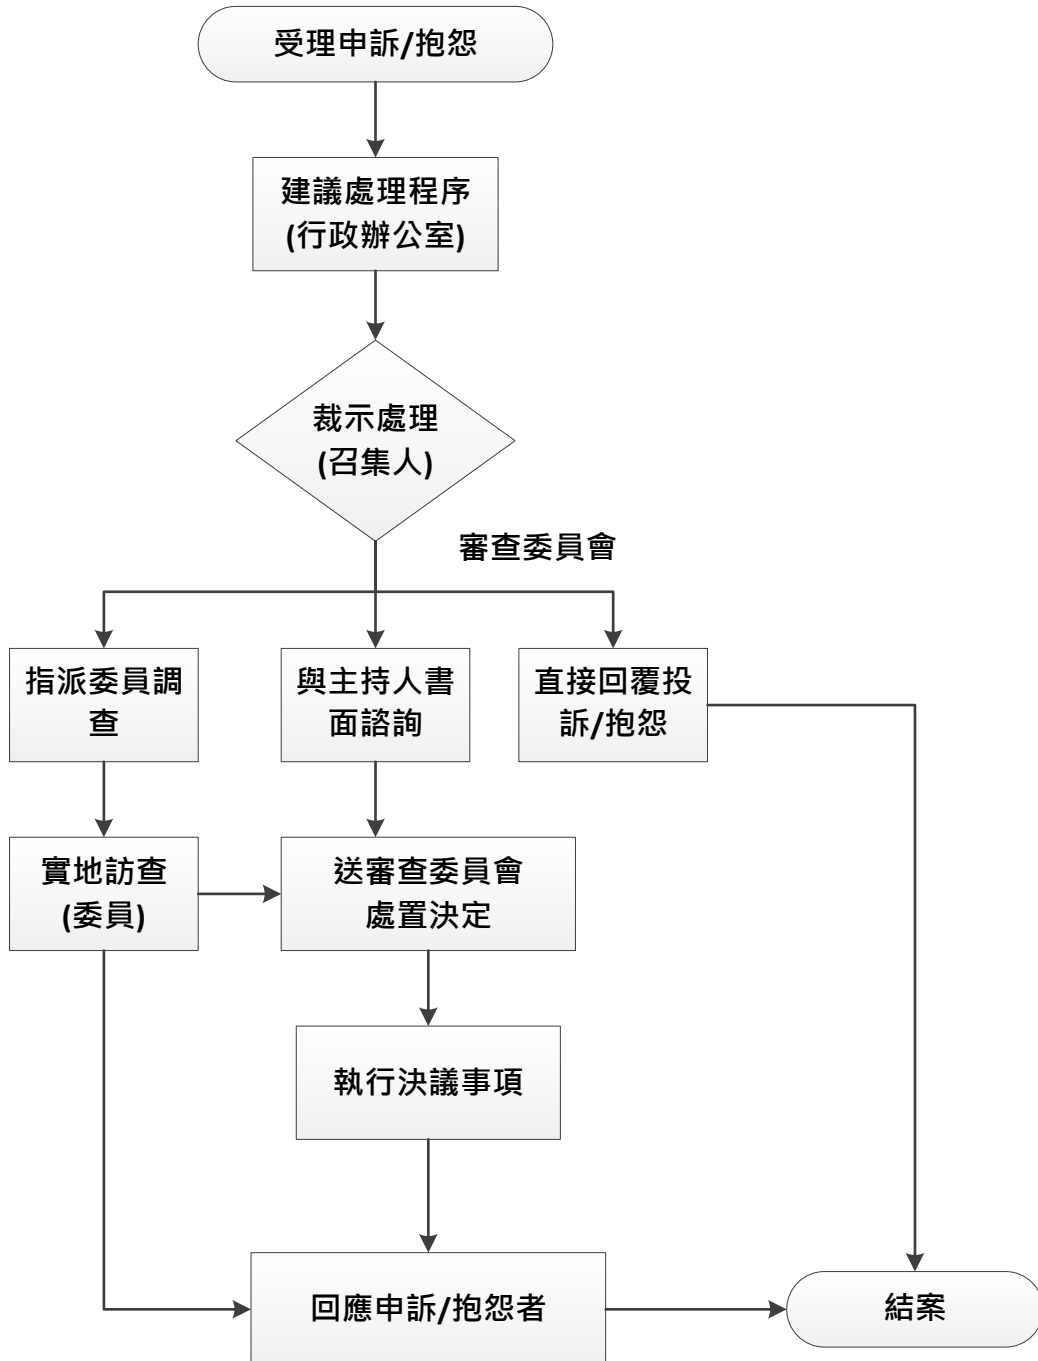 受理申訴/抱怨
建議處理程序
(行政辦公室)
裁示處理
(召集人)
審查委員會
指派委員調
查
與主持人書
面諮詢
直接回覆投
訴/抱怨
實地訪查
(委員)
送審查委員會
處置決定
執行決議事項
回應申訴/抱怨者
結案